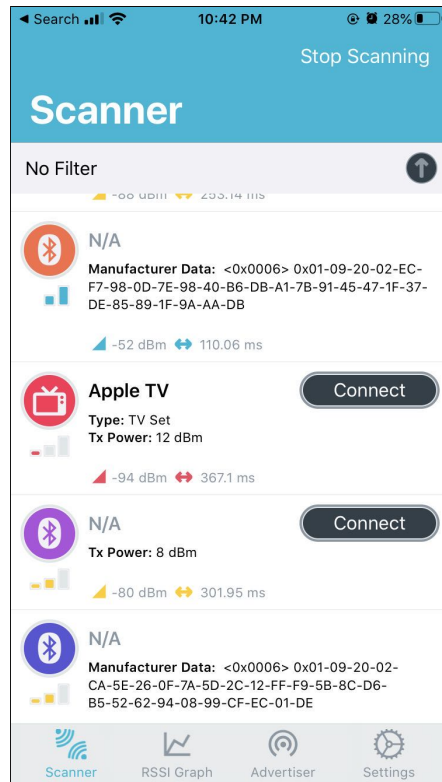 Search
10:42 PM
28%
Stop Scanning
Scanner
No Filter
-88 dBm 253.14 ms
N/A
Manufacturer Data: <0x0006> 0x01-09-20-02-EC-
F7-98-0D-7E-98-40-B6-DB-A1-7B-91-45-47-1F-37-
DE-85-89-1F-9A-AA-DB
-52 dBm 110.06 ms
Apple TV
Connect
Type: TV Set
Tx Power: 12 dBm
-94 dBm 367.1 ms
N/A
Connect
Tx Power: 8 dBm
-80 dBm 301.95 ms
N/A
Manufacturer Data: <0x0006> 0x01-09-20-02-
CA-5E-26-0F-7A-5D-2C-12-FF-F9-5B-8C-D6-
B5-52-62-94-08-99-CF-EC-01-DE
Scanner
RSSI Graph
Advertiser
Settings